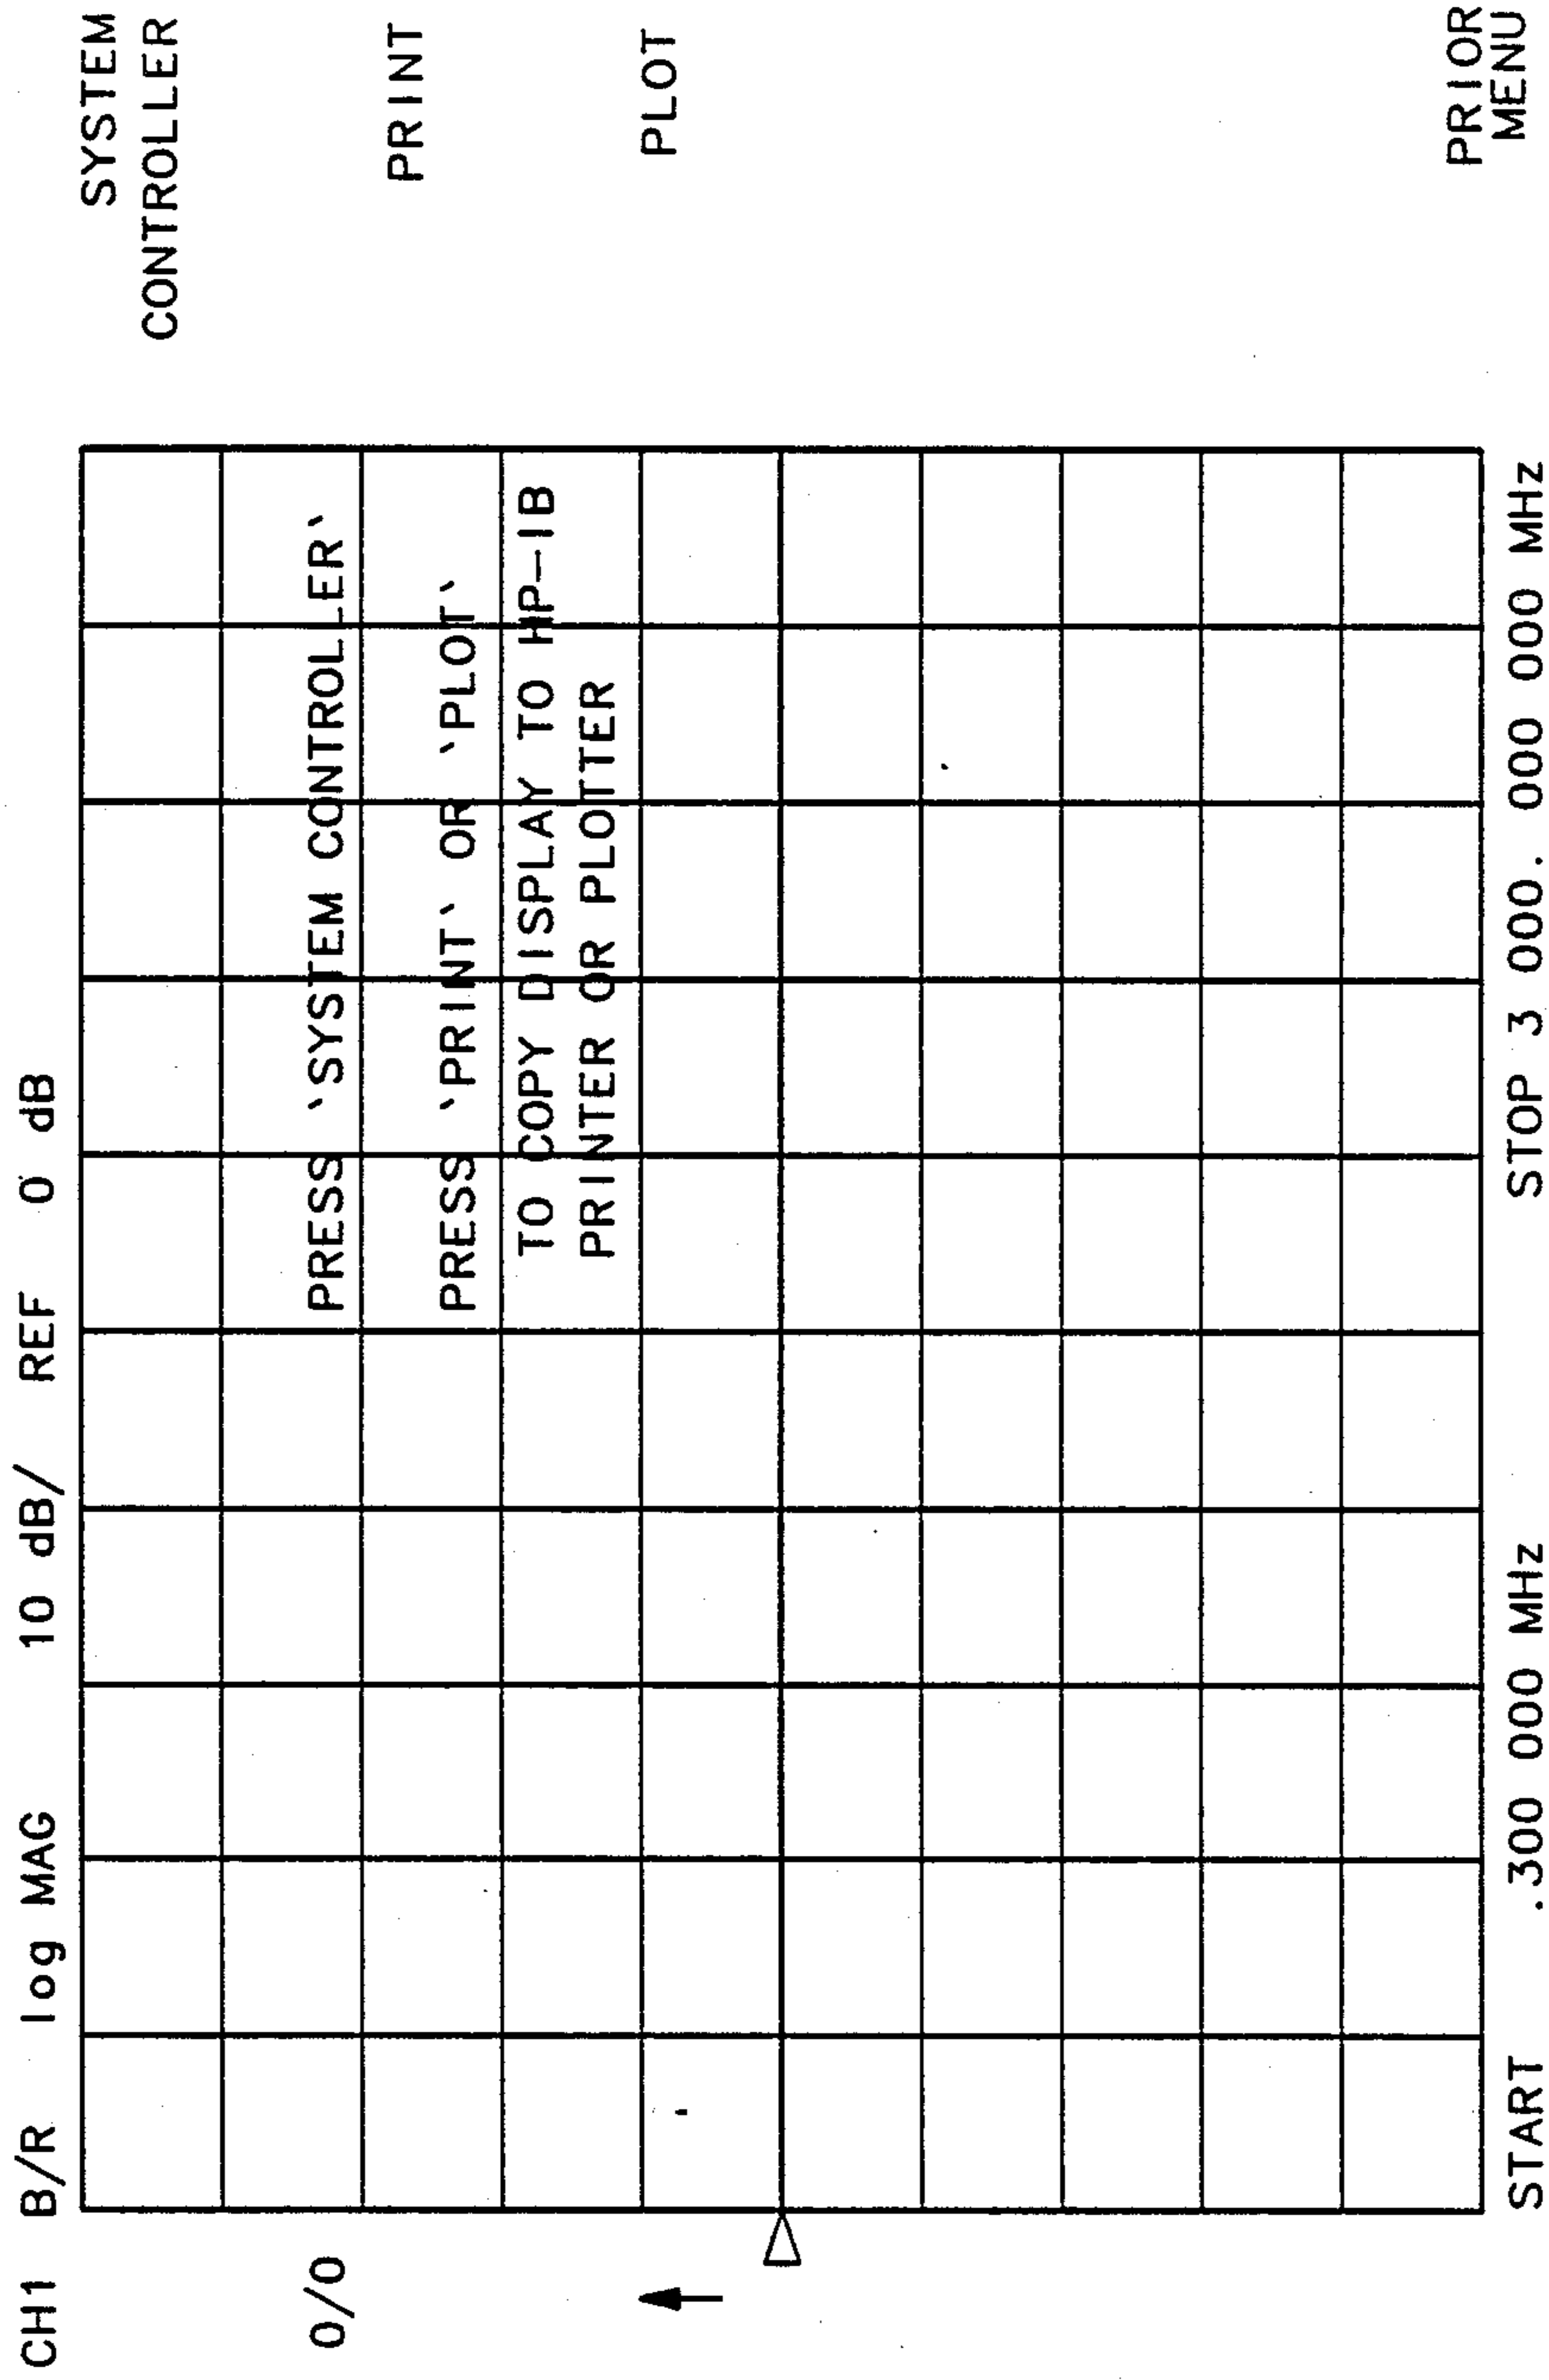 CH1 B/R log MAG 10 dB/ REF 0 dB
SYSTEM
CONTROLLER
0/0
PRESS `SYSTEM CONTROLLER`
PRINT
PRESS `PRINT` OR `PLOT`
TO COPY DISPLAY TO HP-IB
PRINTER OR PLOTTER
PLOT
PRIOR
MENU
START .300 000 MHz STOP 3 000. 000 000 MHz